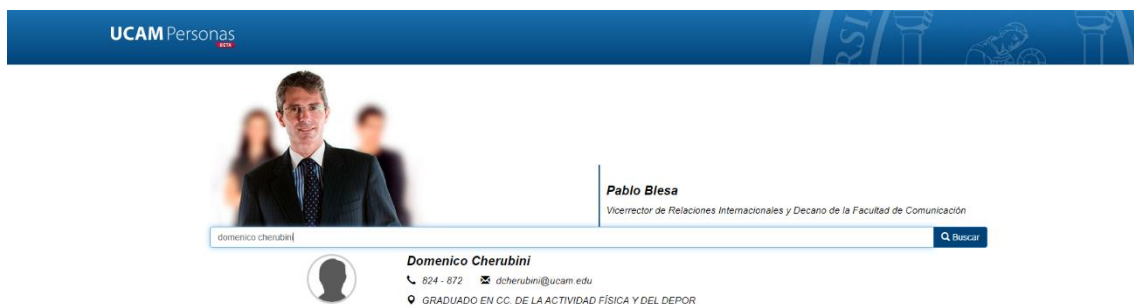 UCAM Personas
BETA
Pablo Blesa
Vicerrector de Relaciones Internacionales y Decano de la Facultad de Comunicación
domenico cherubini
Buscar
Domenico Cherubini
824 - 872 dcherubini@ucam.edu
GRADUADO EN CC. DE LA ACTIVIDAD FÍSICA Y DEL DEPOR